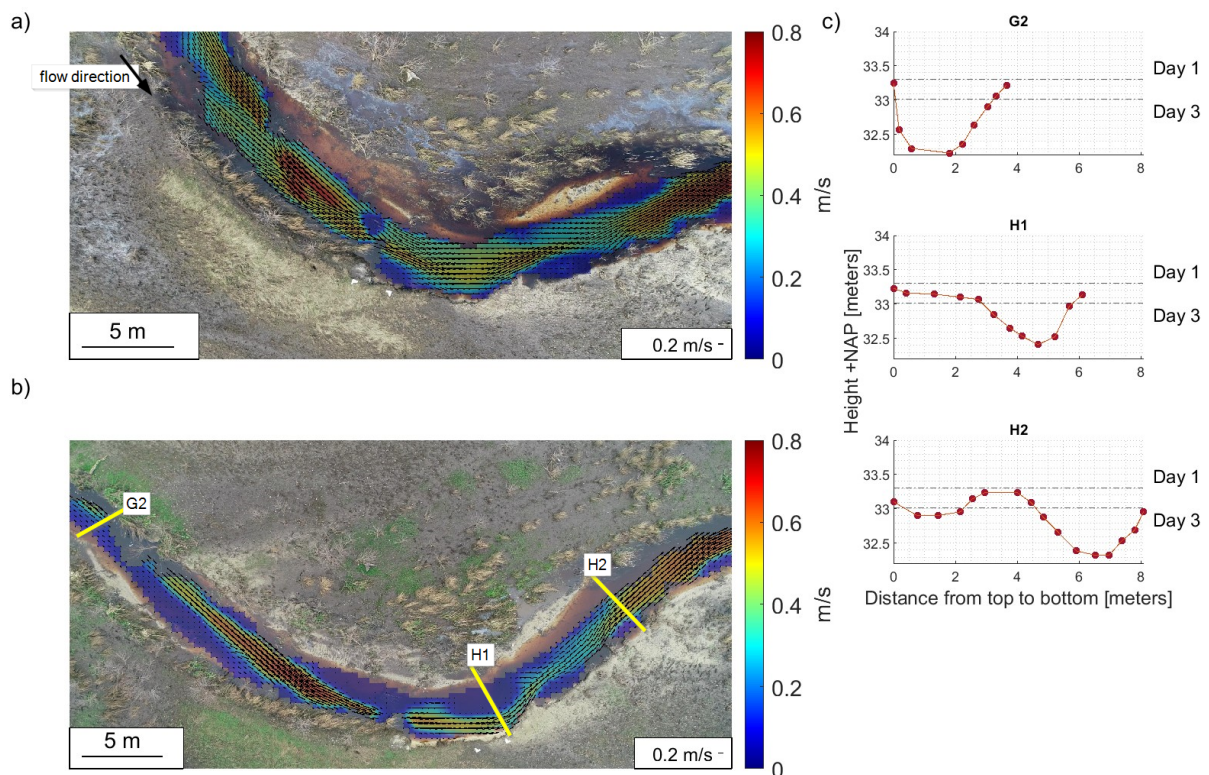 a)
flow direction
5 m
0.2 m/s
0.8
0.6
0.4
0.2
0
m/s
b)
G2
H1
H2
5 m
0.2 m/s
0.8
0.6
0.4
0.2
0
m/s
c)
G2
34
33.5
33
32.5
0 2 4 6 8
Day 1
Day 3
H1
34
33.5
33
32.5
0 2 4 6 8
Day 1
Day 3
Height +NAP [meters]
H2
34
33.5
33
32.5
0 2 4 6 8
Day 1
Day 3
Distance from top to bottom [meters]